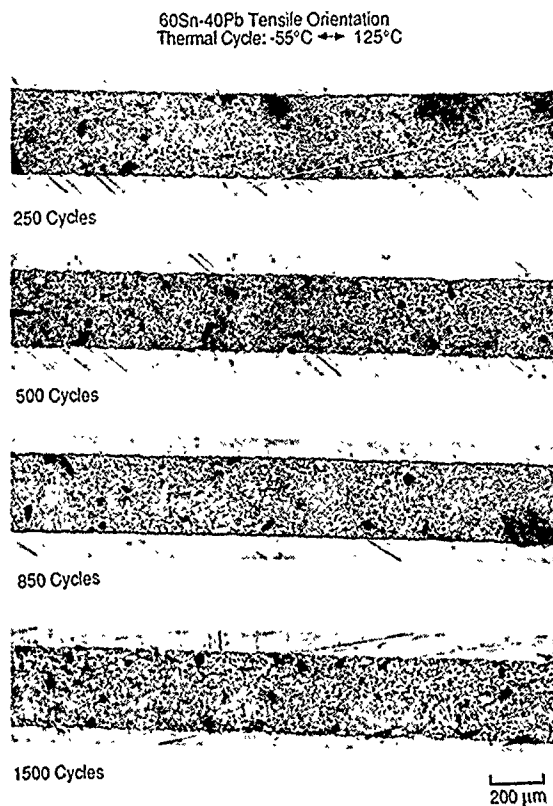 60Sn-40Pb Tensile Orientation
Thermal Cycle: -55°C ↔ 125°C
250 Cycles
500 Cycles
850 Cycles
1500 Cycles
200 μm